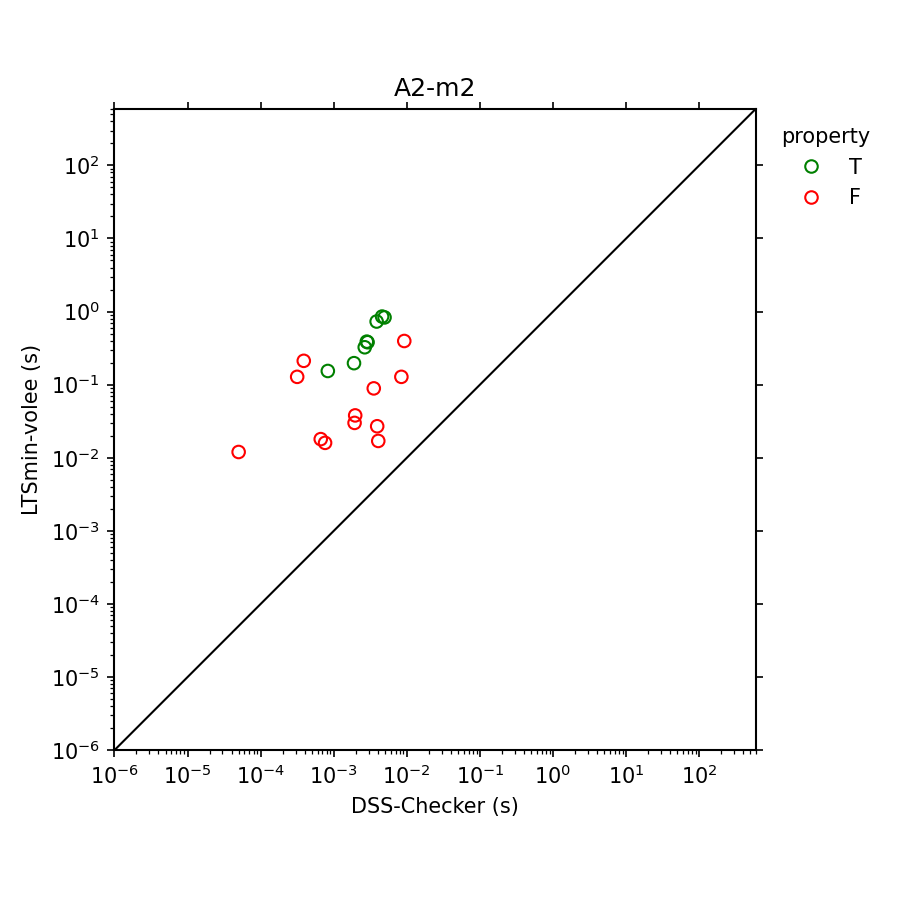 A2-m2
property
T
F
LTSmin-volee (s)
10²
10¹
10⁰
10⁻¹
10⁻²
10⁻³
10⁻⁴
10⁻⁵
10⁻⁶
10⁻⁶ 10⁻⁵ 10⁻⁴ 10⁻³ 10⁻² 10⁻¹ 10⁰ 10¹ 10²
DSS-Checker (s)